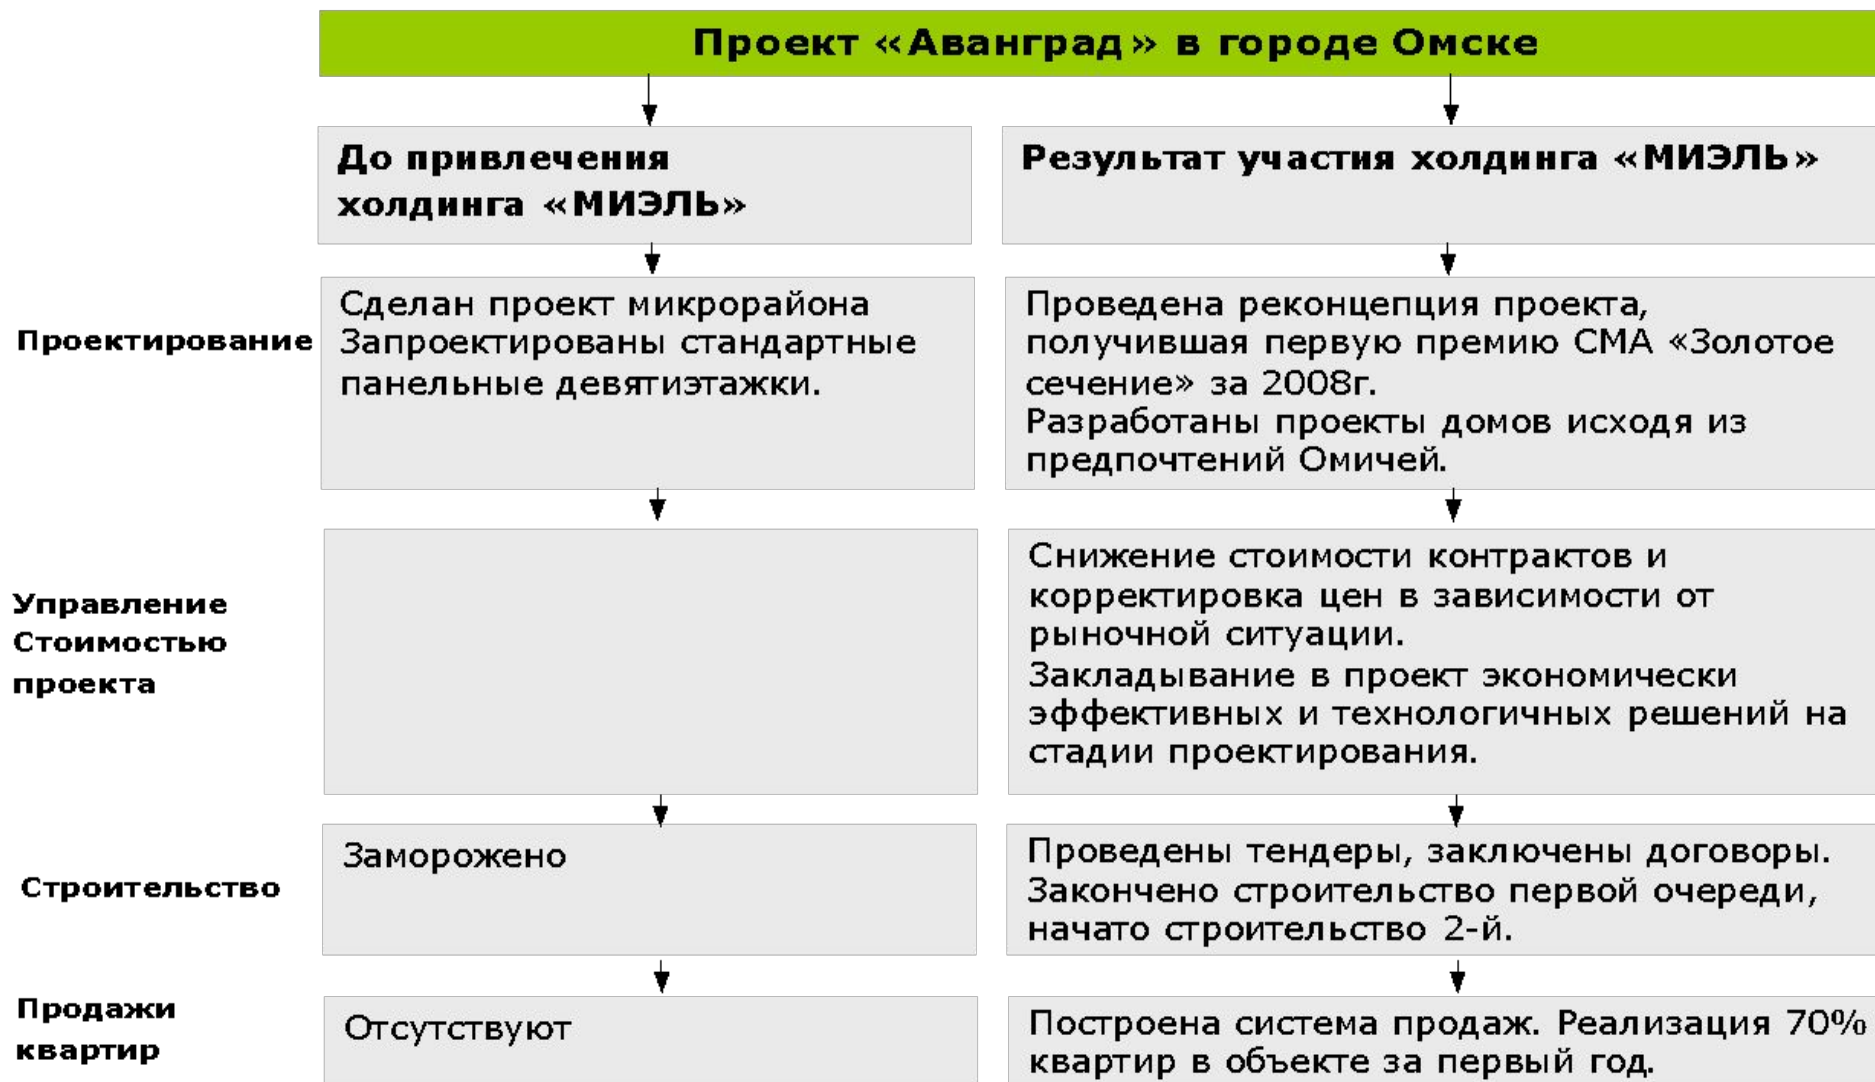 Проект «Аванград» в городе Омске
До привлечения
холдинга «МИЭЛЬ»
Результат участия холдинга «МИЭЛЬ»
Проектирование
Сделан проект микрорайона
Запроектированы стандартные
панельные девятиэтажки.
Проведена реконцепция проекта,
получившая первую премию СМА «Золотое
сечение» за 2008г.
Разработаны проекты домов исходя из
предпочтений Омичей.
Управление
Стоимостью
проекта
Снижение стоимости контрактов и
корректировка цен в зависимости от
рыночной ситуации.
Закладывание в проект экономически
эффективных и технологичных решений на
стадии проектирования.
Строительство
Заморожено
Проведены тендеры, заключены договоры.
Закончено строительство первой очереди,
начато строительство 2-й.
Продажи
квартир
Отсутствуют
Построена система продаж. Реализация 70%
квартир в объекте за первый год.